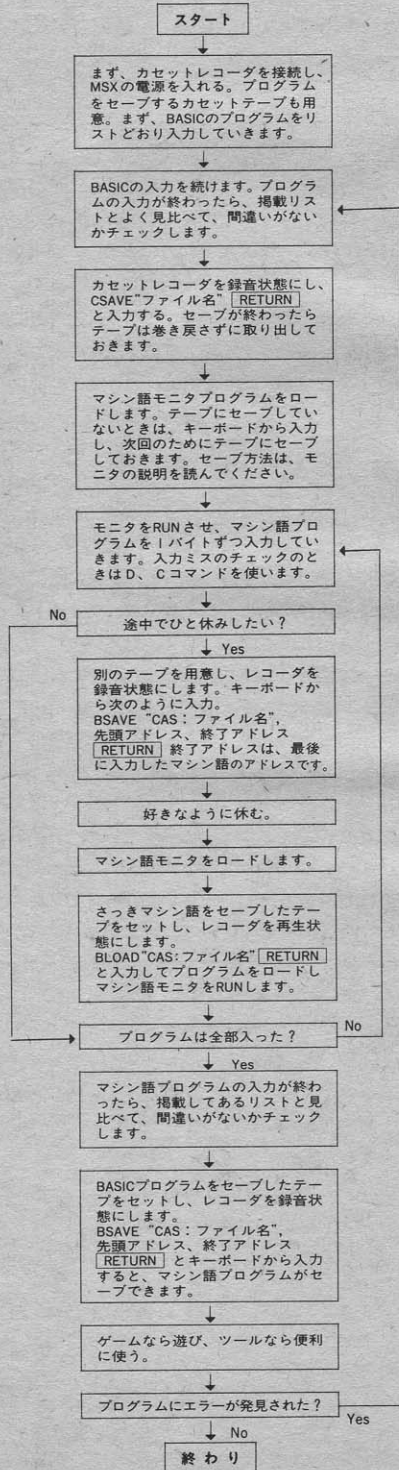 スタート
まず、カセットレコーダを接続し、
MSXの電源を入れる。プログラム
をセーブするカセットテープも用
意。まず、BASICのプログラムをリ
ストどおり入力していきます。
BASICの入力を続けます。プログラ
ムの入力が終わったら、掲載リス
トとよく見比べて、間違いがない
かチェックします。
カセットレコーダを録音状態にし、
CSAVE"ファイル名" RETURN
と入力する。セーブが終わったら
テープは巻き戻さずに取り出して
おきます。
マシン語モニタプログラムをロー
ドします。テープにセーブしてい
ないときは、キーボードから入力
し、次回のためにテープにセーブ
しておきます。セーブ方法は、モ
ニタの説明を読んでください。
モニタをRUNさせ、マシン語プロ
グラムを1バイトずつ入力してい
きます。入力ミスのチェックのと
きはD、Cコマンドを使います。
No
途中でひと休みしたい?
Yes
別のテープを用意し、レコーダを
録音状態にします。キーボードか
ら次のように入力。
BSAVE "CAS:ファイル名",
先頭アドレス、終了アドレス
RETURN 終了アドレスは、最後
に入力したマシン語のアドレスです。
好きなように休む。
マシン語モニタをロードします。
さっきマシン語をセーブしたテー
プをセットし、レコーダを再生状
態にします。
BLOAD"CAS:ファイル名" RETURN
と入力してプログラムをロードし
マシン語モニタをRUNします。
プログラムは全部入った?
No
Yes
マシン語プログラムの入力が終わ
ったら、掲載してあるリストと見
比べて、間違いがないかチェック
します。
BASICプログラムをセーブしたテー
プをセットし、レコーダを録音状
態にします。
BSAVE "CAS:ファイル名",
先頭アドレス、終了アドレス
RETURN とキーボードから入力
すると、マシン語プログラムがセ
ーブできます。
ゲームなら遊び、ツールなら便利
に使う。
プログラムにエラーが発見された?
Yes
No
終わり